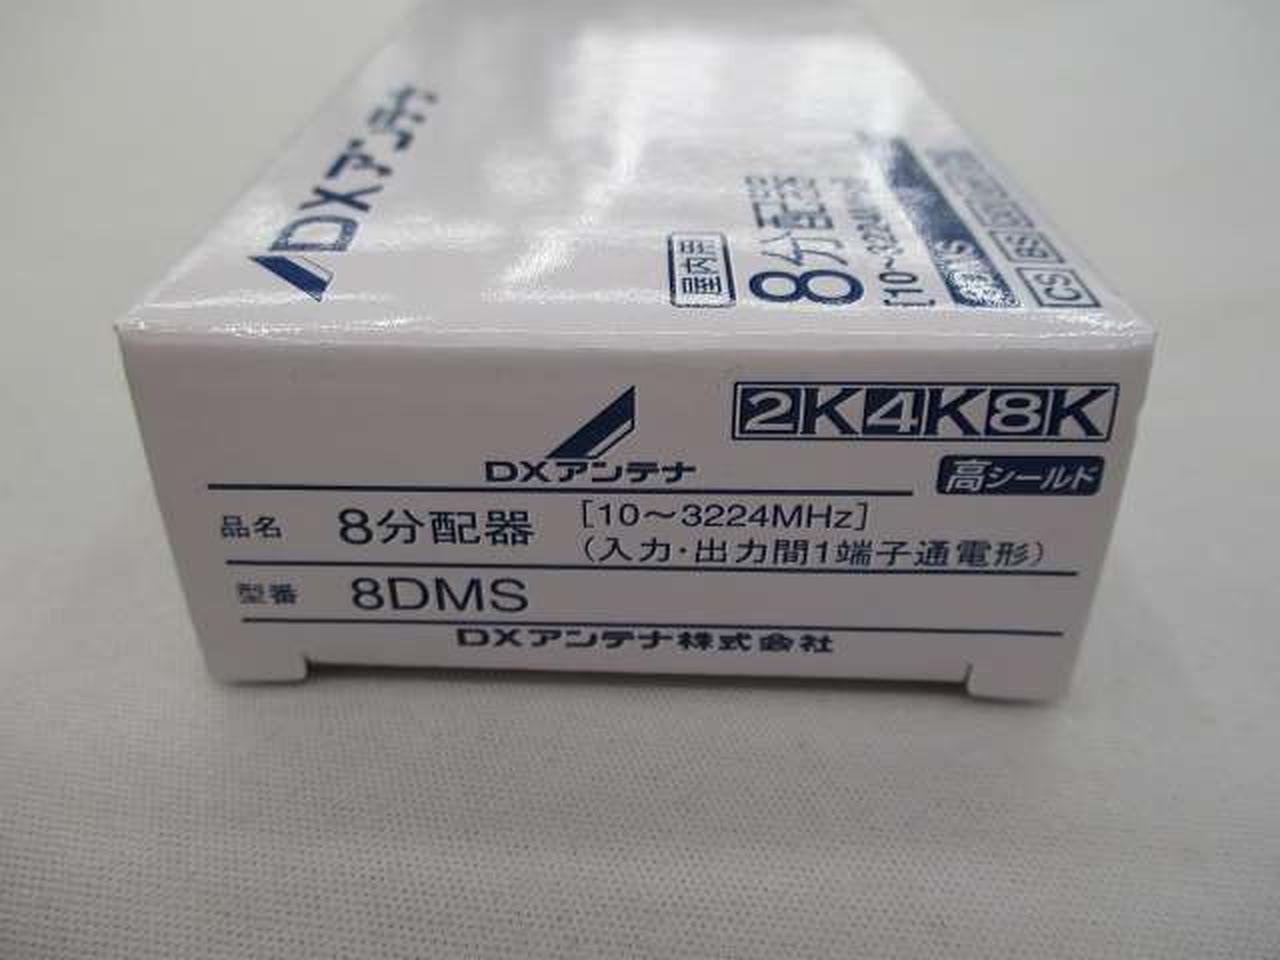 DXアンテナ
屋内用
8分配器
CS
BS
2K4K8K
DXアンテナ
高シールド
品名 8分配器 [10～3224MHz]
(入力・出力間1端子通電形)
型番 8DMS
DXアンテナ株式会社